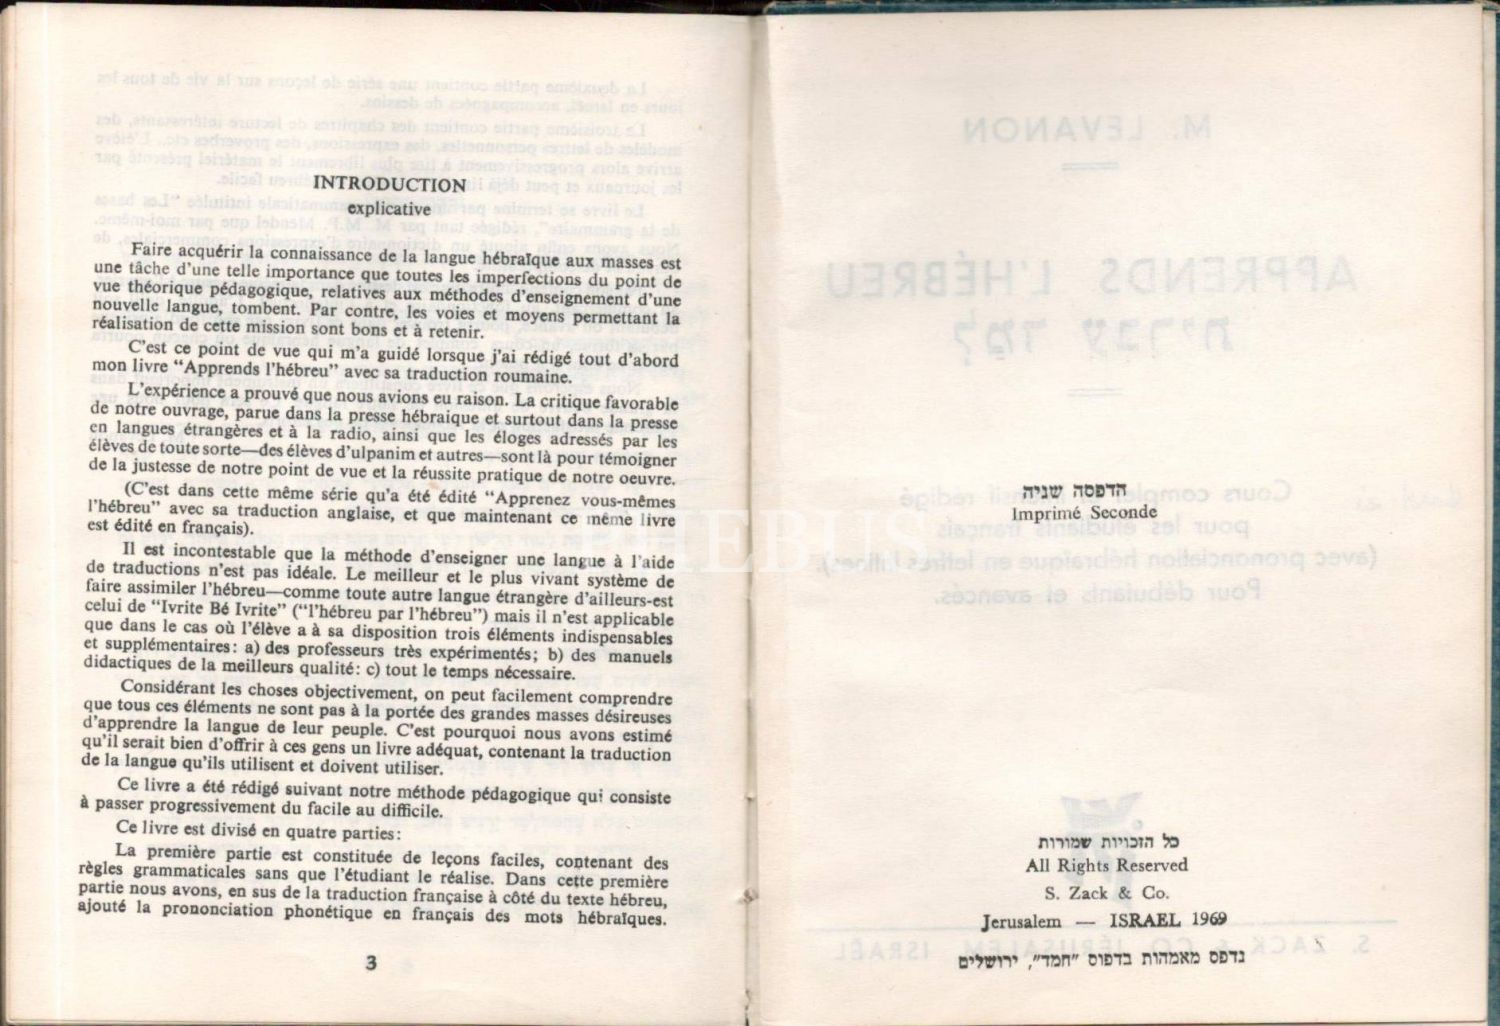 INTRODUCTION
explicative
Faire acquérir la connaissance de la langue hébraïque aux masses est
une tâche d'une telle importance que toutes les imperfections du point de
vue théorique pédagogique, relatives aux méthodes d'enseignement d'une
nouvelle langue, tombent. Par contre, les voies et moyens permettant la
réalisation de cette mission sont bons et à retenir.
C'est ce point de vue qui m'a guidé lorsque j'ai rédigé tout d'abord
mon livre “Apprends l'hébreu” avec sa traduction roumaine.
L'expérience a prouvé que nous avions eu raison. La critique favorable
de notre ouvrage, parue dans la presse hébraique et surtout dans la presse
en langues étrangères et à la radio, ainsi que les éloges adressés par les
élèves de toute sorte—des élèves d'ulpanim et autres—sont là pour témoigner
de la justesse de notre point de vue et la réussite pratique de notre oeuvre.
(C'est dans cette même série qu'a été édité “Apprenez vous-mêmes
l'hébreu” avec sa traduction anglaise, et que maintenant ce même livre
est édité en français).
Il est incontestable que la méthode d'enseigner une langue à l'aide
de traductions n'est pas idéale. Le meilleur et le plus vivant système de
faire assimiler l'hébreu—comme toute autre langue étrangère d'ailleurs-est
celui de “Ivrite Bé Ivrite” (“l'hébreu par l'hébreu”) mais il n'est applicable
que dans le cas où l'élève a à sa disposition trois éléments indispensables
et supplémentaires: a) des professeurs très expérimentés; b) des manuels
didactiques de la meilleurs qualité: c) tout le temps nécessaire.
Considérant les choses objectivement, on peut facilement comprendre
que tous ces éléments ne sont pas à la portée des grandes masses désireuses
d'apprendre la langue de leur peuple. C'est pourquoi nous avons estimé
qu'il serait bien d'offrir à ces gens un livre adéquat, contenant la traduction
de la langue qu'ils utilisent et doivent utiliser.
Ce livre a été rédigé suivant notre méthode pédagogique qui consiste
à passer progressivement du facile au difficile.
Ce livre est divisé en quatre parties:
La première partie est constituée de leçons faciles, contenant des
règles grammaticales sans que l'étudiant le réalise. Dans cette première
partie nous avons, en sus de la traduction française à côté du texte hébreu,
ajouté la prononciation phonétique en français des mots hébraïques.
3
הדפסה שניה
Imprimé Seconde
כל הזכויות שמורות
All Rights Reserved
S. Zack & Co.
Jerusalem — ISRAEL 1969
נדפס מאמהות בדפוס "חמד", ירושלים